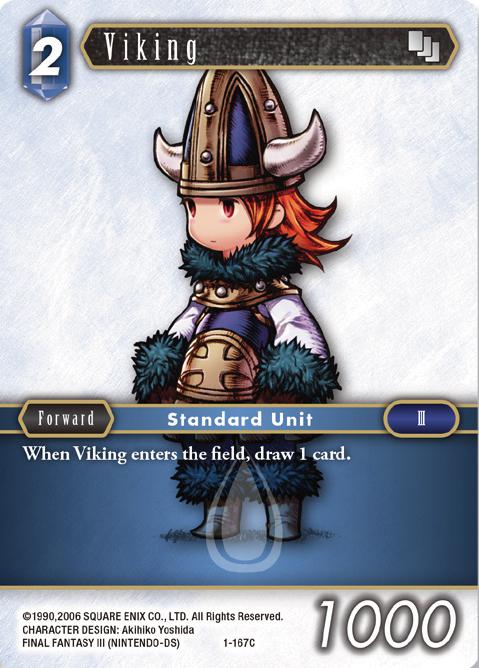 2
Viking
Forward
Standard Unit
III
When Viking enters the field, draw 1 card.
©1990,2006 SQUARE ENIX CO., LTD. All Rights Reserved.
CHARACTER DESIGN: Akihiko Yoshida
FINAL FANTASY III (NINTENDO-DS)
1-167C
1000